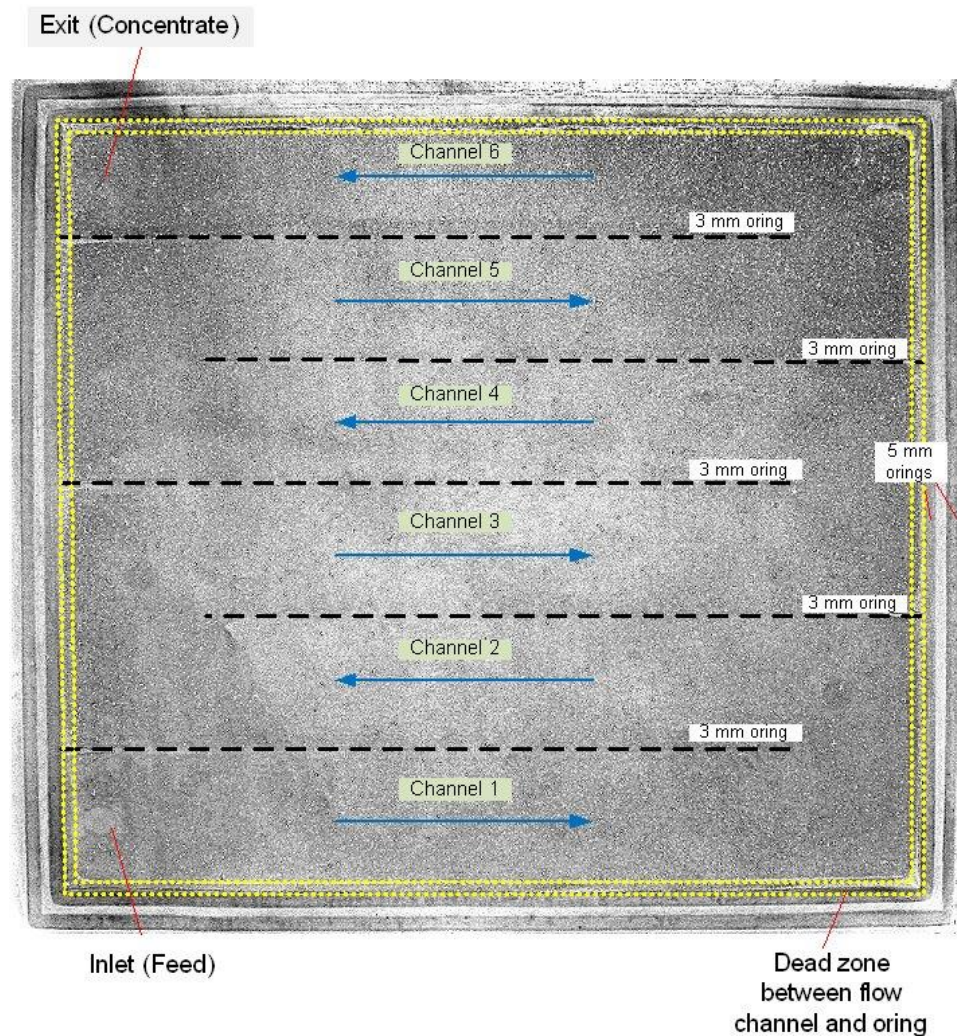 Exit (Concentrate)
Channel 6
3 mm oring
Channel 5
3 mm oring
Channel 4
5 mm
orings
3 mm oring
Channel 3
3 mm oring
Channel 2
3 mm oring
Channel 1
Inlet (Feed)
Dead zone
between flow
channel and oring